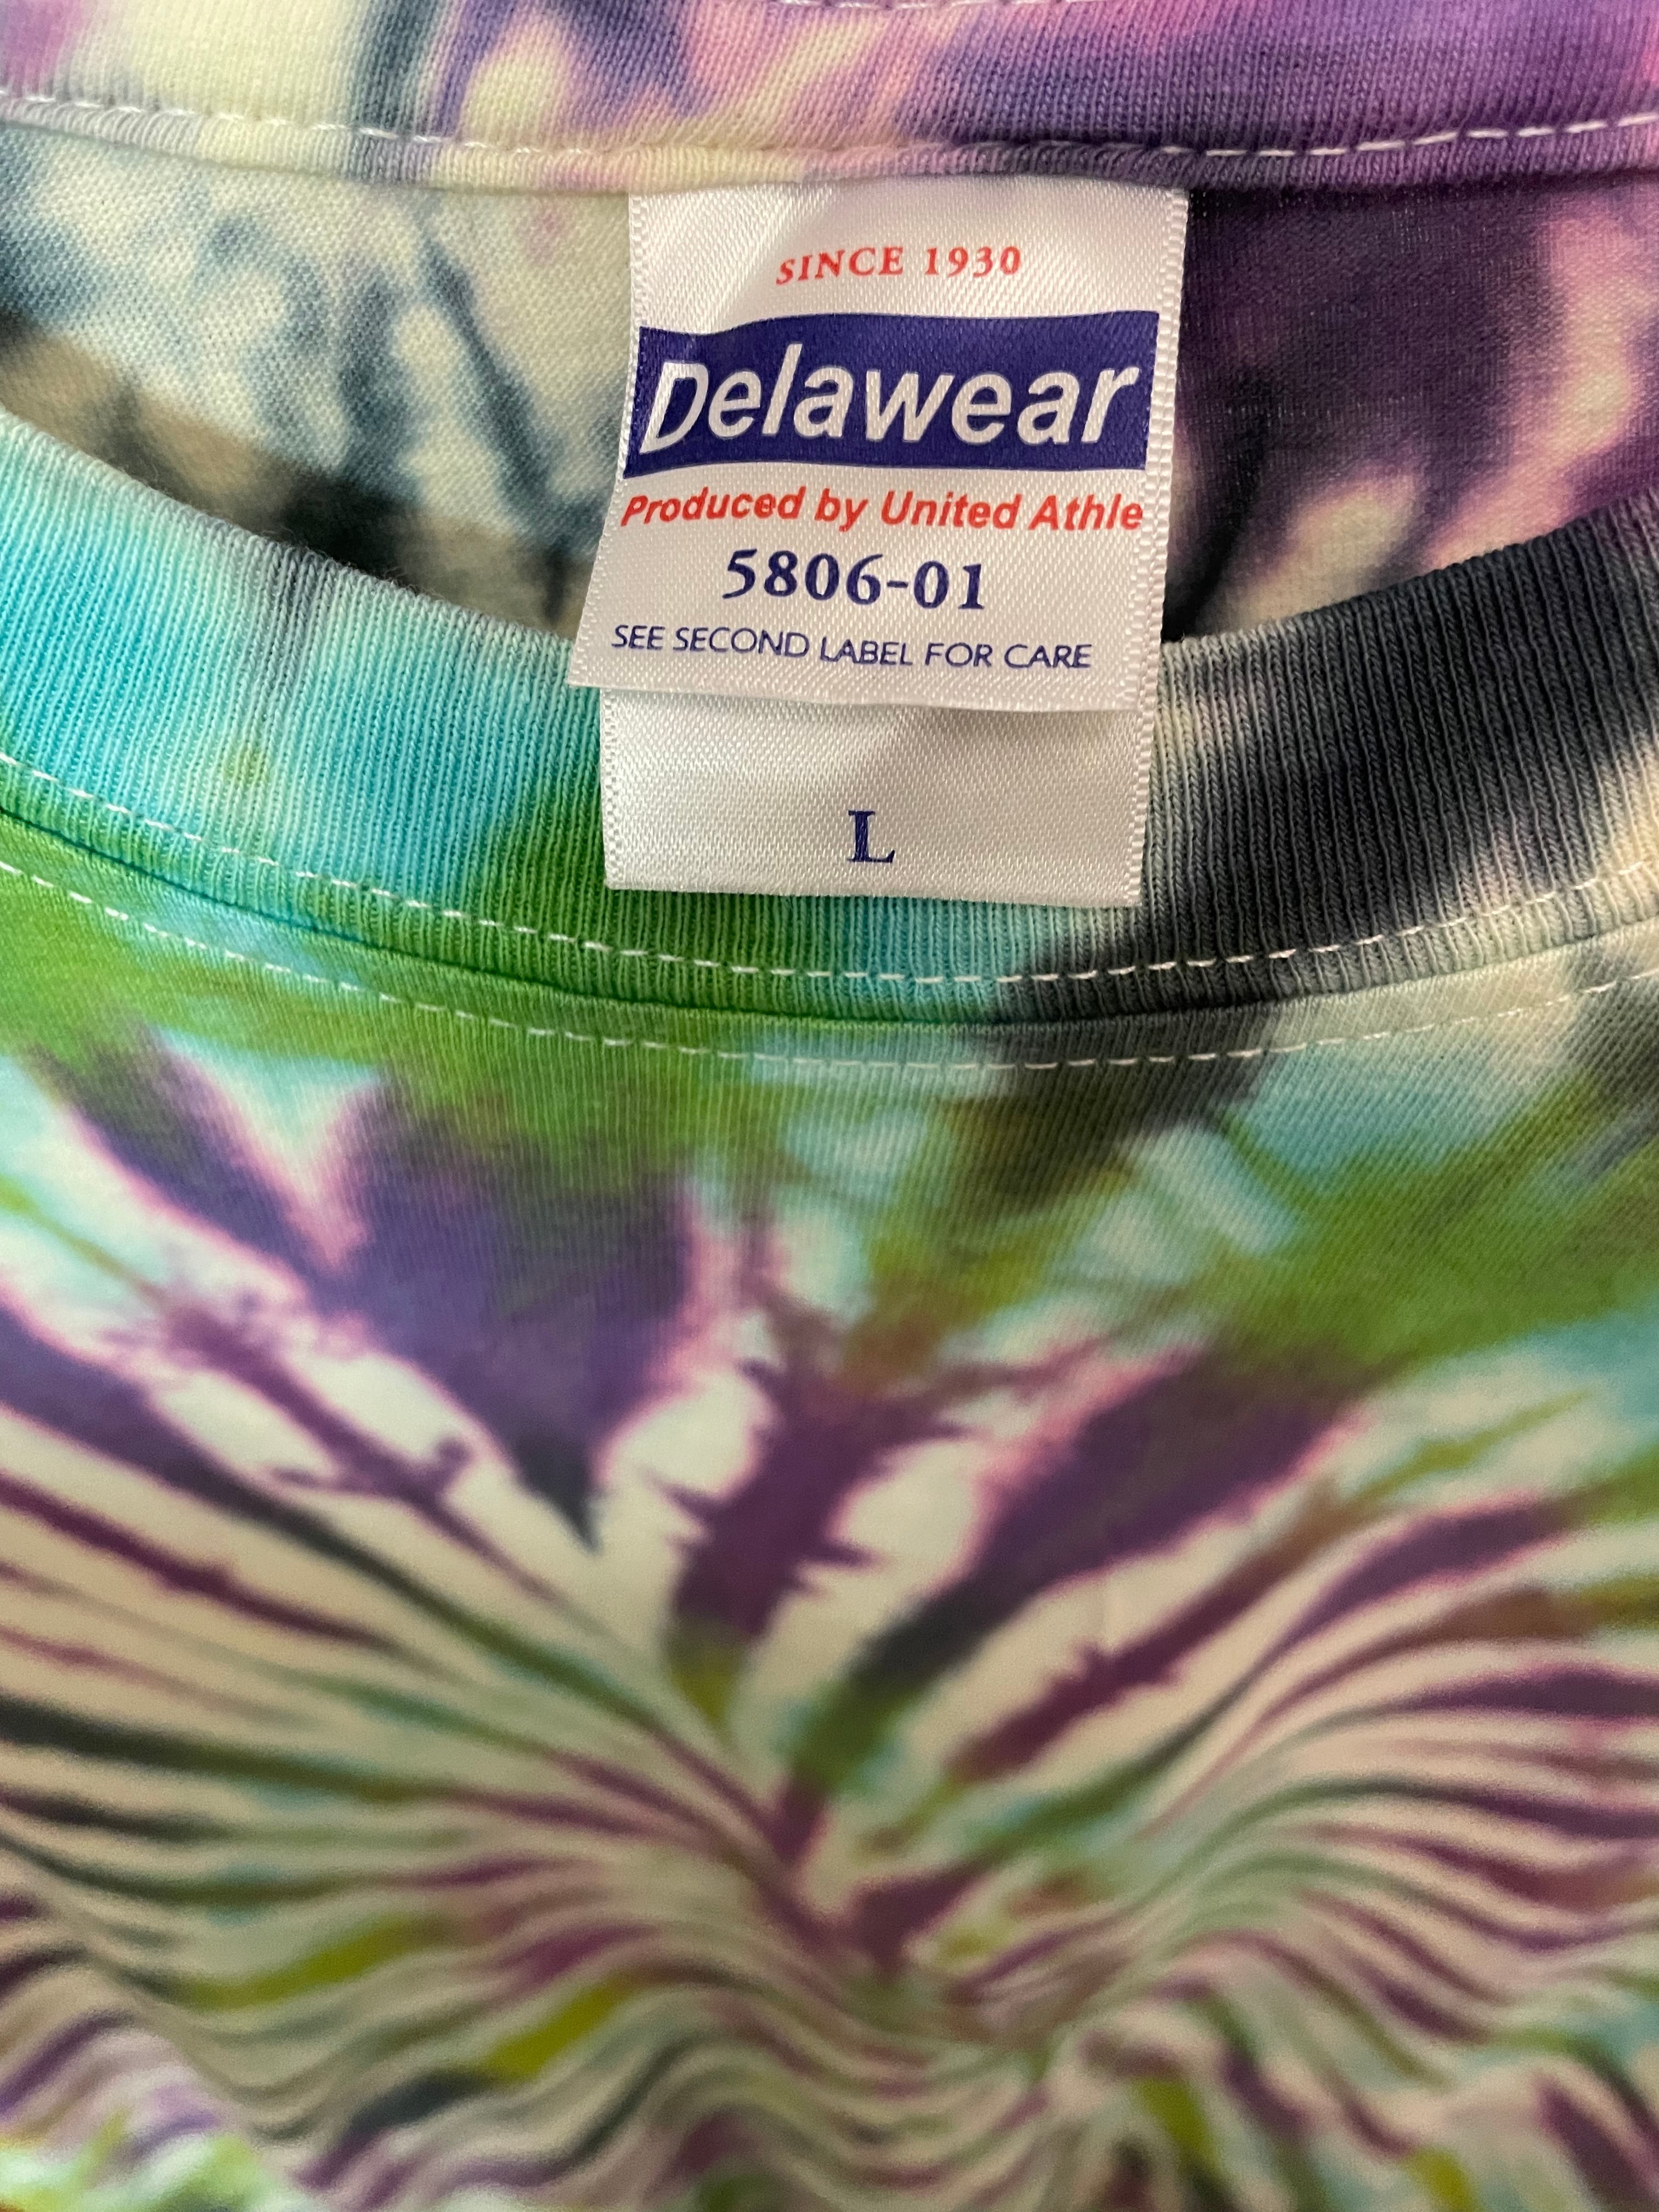 SINCE 1930
Delawear
Produced by United Athle
5806-01
SEE SECOND LABEL FOR CARE
L